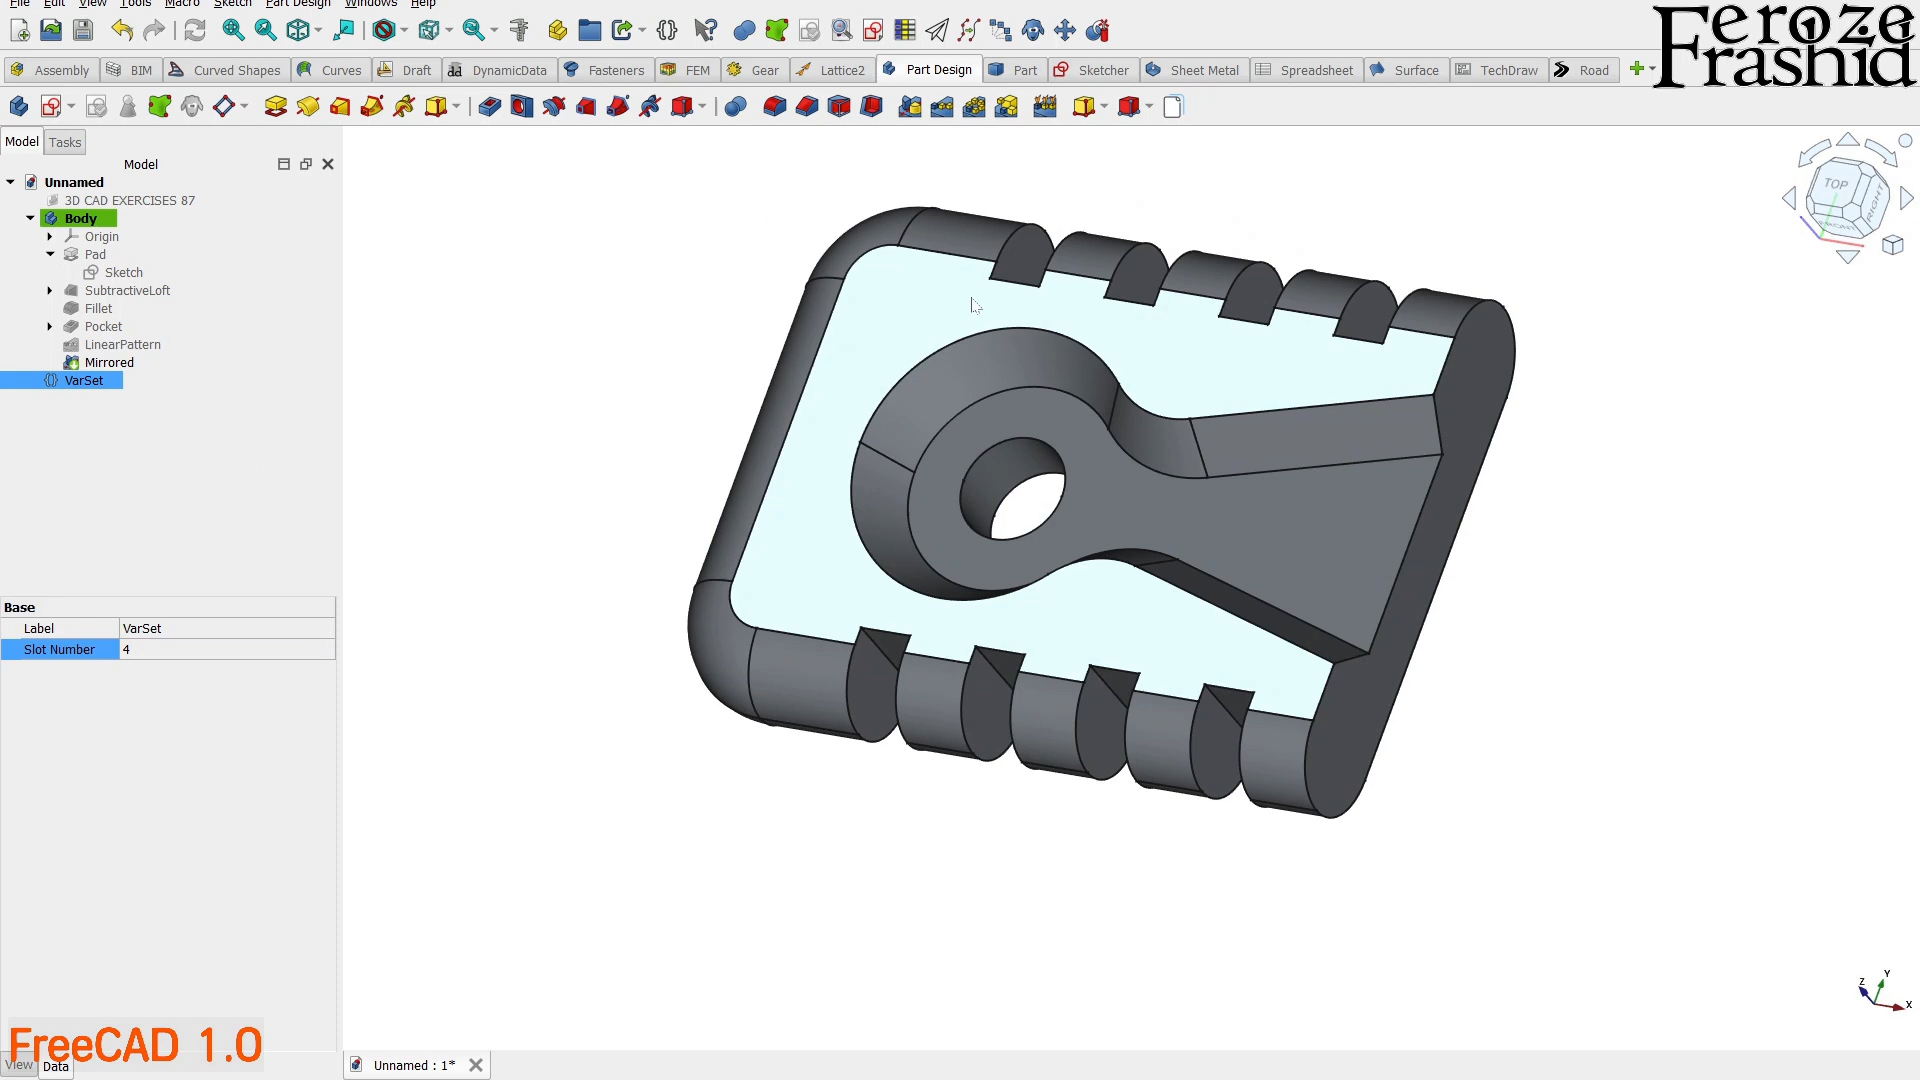 File Edit View Tools Macro Sketch Part Design Windows Help
Feroze
Frashid
Assembly BIM Curved Shapes Curves Draft DynamicData Fasteners FEM Gear Lattice2 Part Design Part Sketcher Sheet Metal Spreadsheet Surface TechDraw Road
Model Tasks
Model
Unnamed
3D CAD EXERCISES 87
Body
Origin
Pad
Sketch
SubtractiveLoft
Fillet
Pocket
LinearPattern
Mirrored
VarSet
TOP
RIGHT
Base
Label VarSet
Slot Number 4
Z Y X
FreeCAD 1.0
View Data
Unnamed : 1*